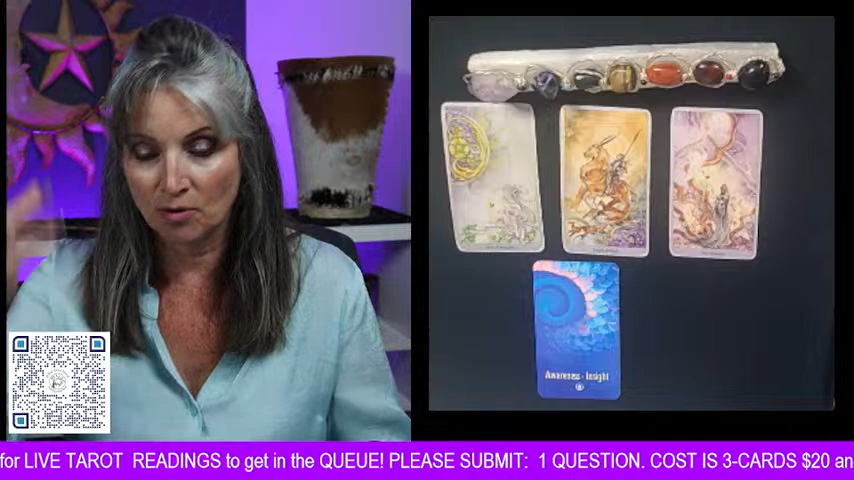 Awareness - Insight
for LIVE TAROT READINGS to get in the QUEUE! PLEASE SUBMIT: 1 QUESTION. COST IS 3-CARDS $20 an